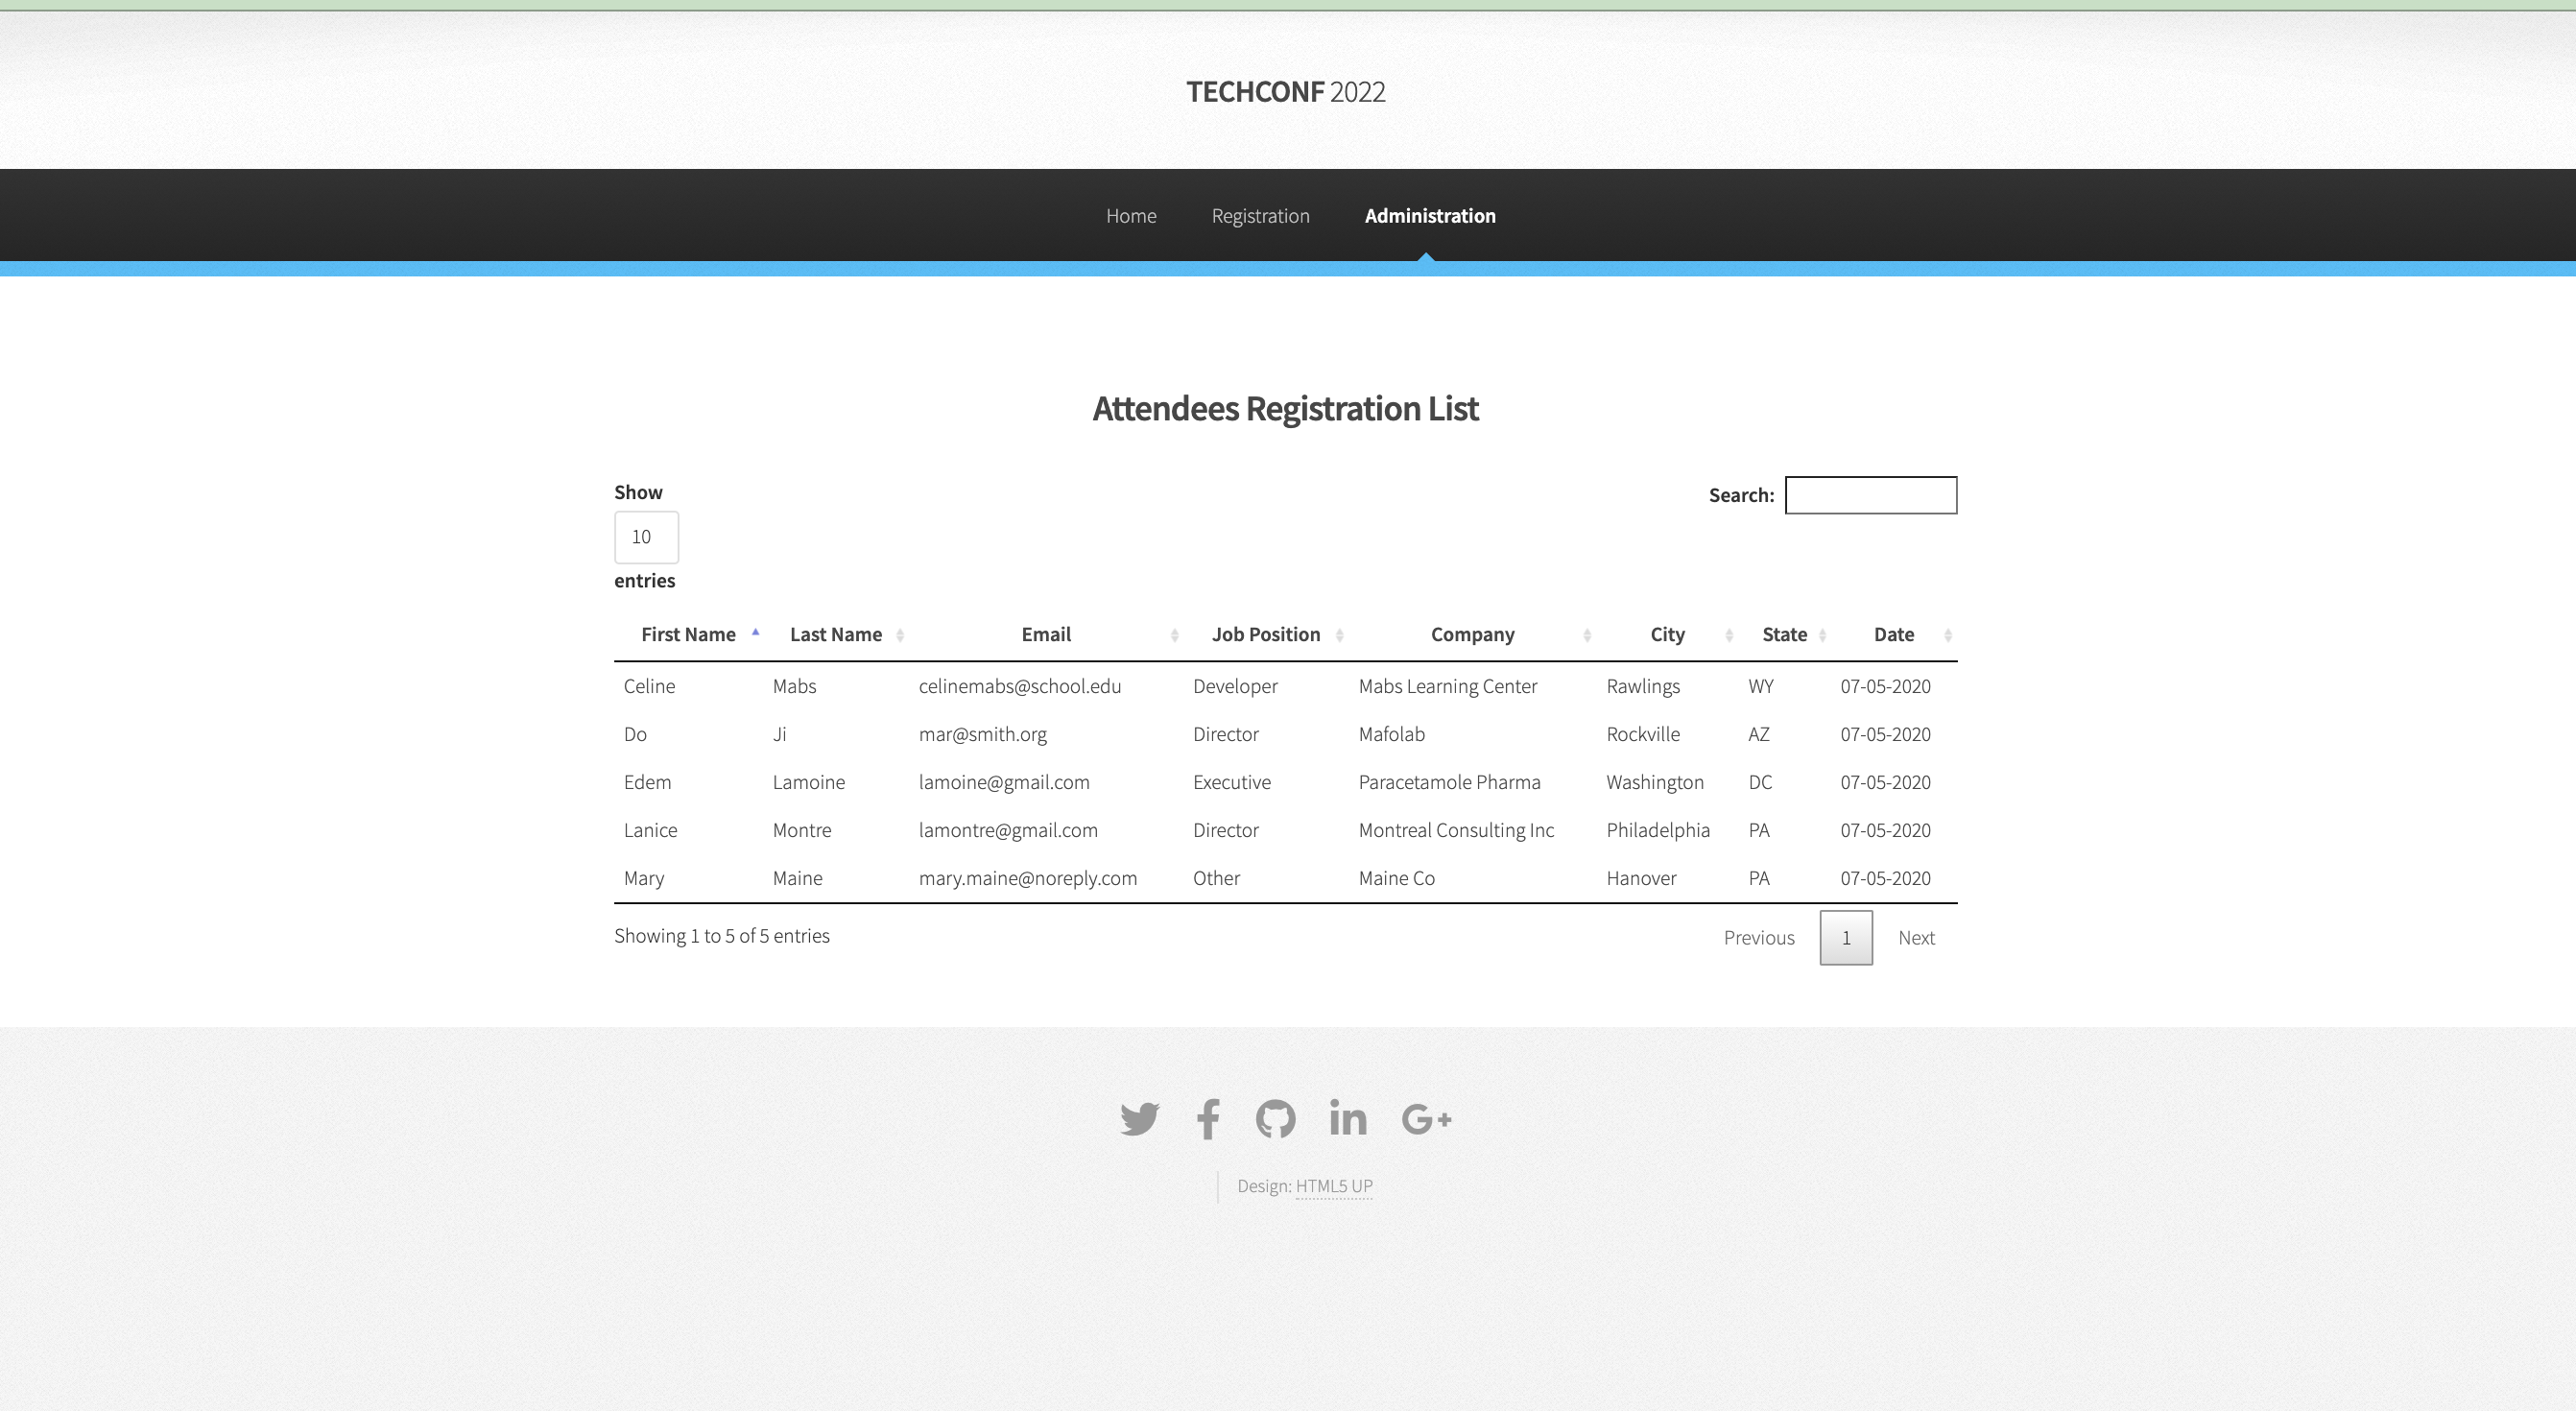 TECHCONF 2022
Home Registration Administration
Attendees Registration List
Show
10
entries
Search:
First Name Last Name Email Job Position Company City State Date
Celine Mabs celinemabs@school.edu Developer Mabs Learning Center Rawlings WY 07-05-2020
Do Ji mar@smith.org Director Mafolab Rockville AZ 07-05-2020
Edem Lamoine lamoine@gmail.com Executive Paracetamole Pharma Washington DC 07-05-2020
Lanice Montre lamontre@gmail.com Director Montreal Consulting Inc Philadelphia PA 07-05-2020
Mary Maine mary.maine@noreply.com Other Maine Co Hanover PA 07-05-2020
Showing 1 to 5 of 5 entries
Previous 1 Next
Design: HTML5 UP